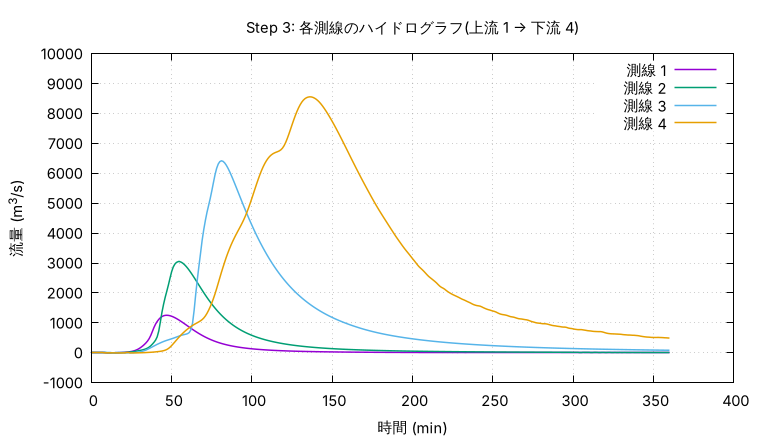 Step 3: 各測線のハイドログラフ(上流 1 → 下流 4)
10000
9000
8000
7000
6000
5000
4000
3000
2000
1000
0
-1000
流量 (m³/s)
測線 1
測線 2
測線 3
測線 4
0 50 100 150 200 250 300 350 400
時間 (min)